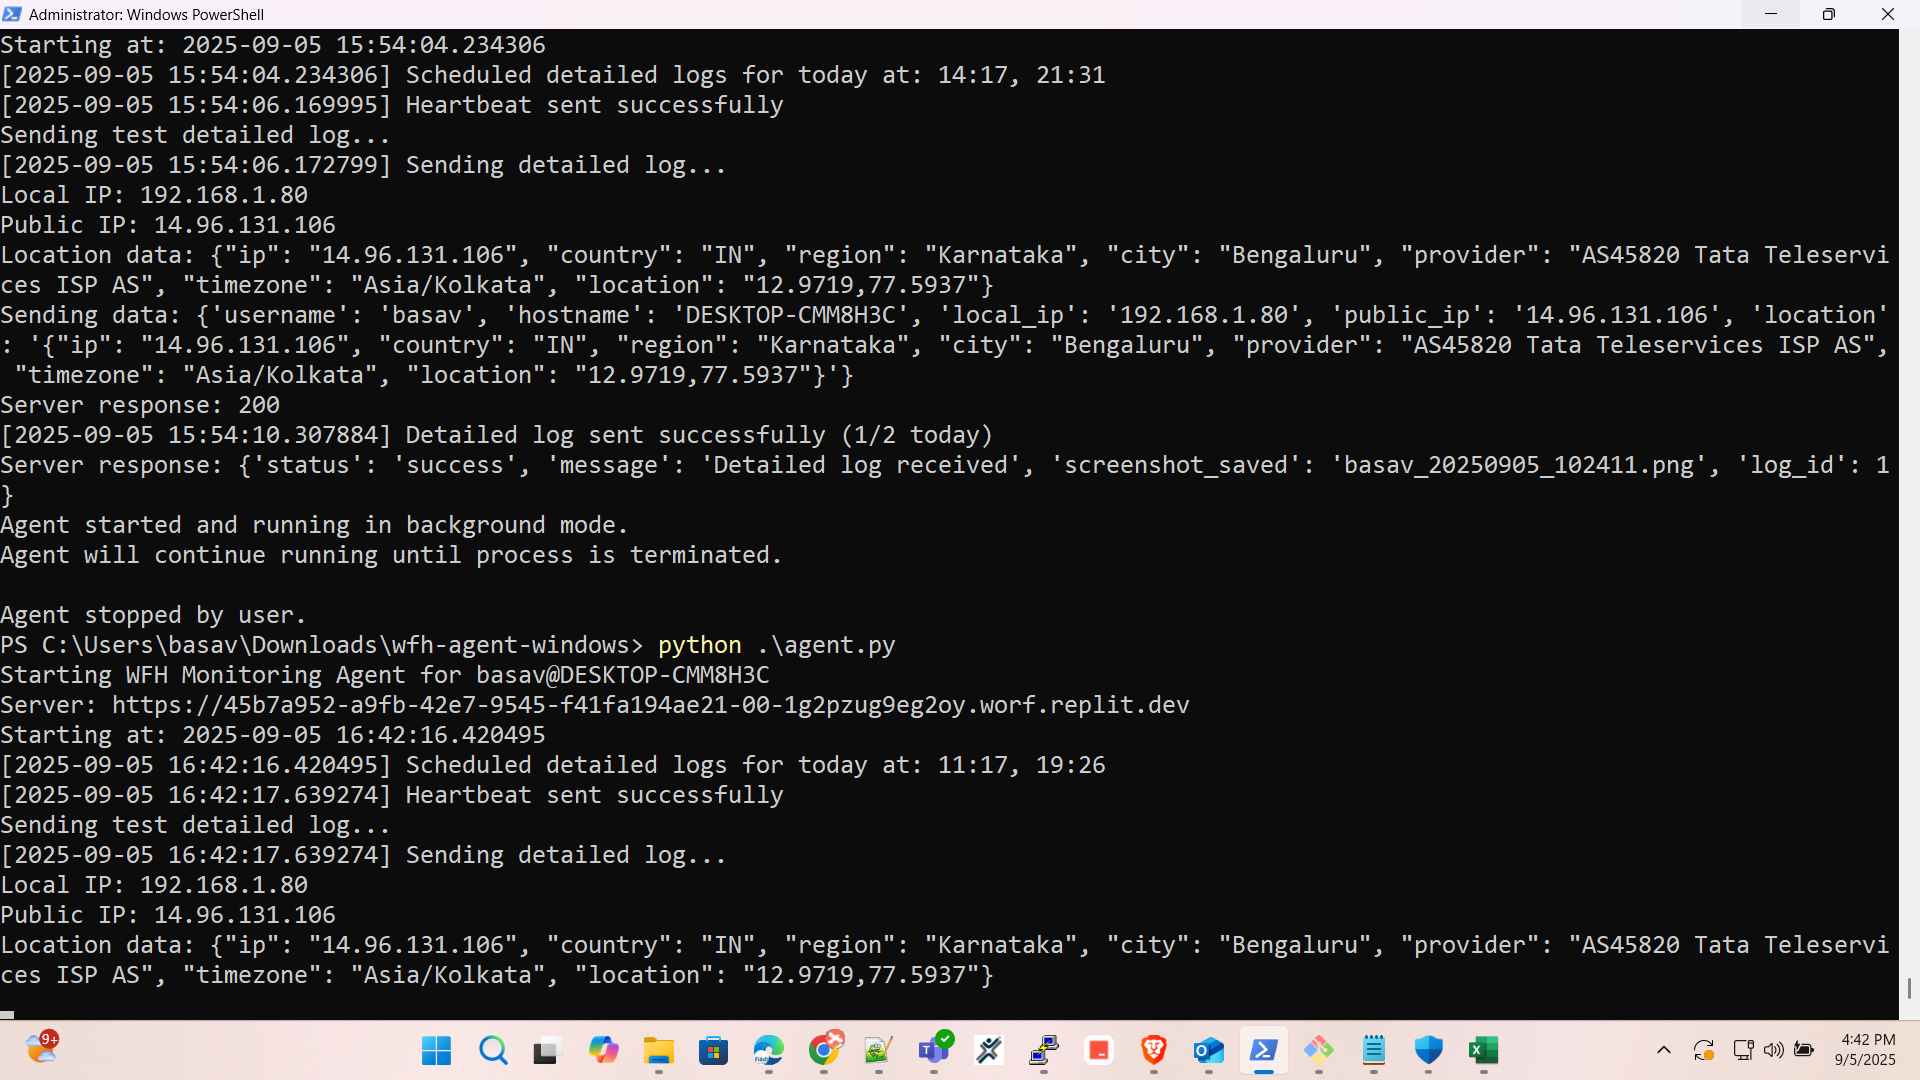 Administrator: Windows PowerShell
Starting at: 2025-09-05 15:54:04.234306
[2025-09-05 15:54:04.234306] Scheduled detailed logs for today at: 14:17, 21:31
[2025-09-05 15:54:06.169995] Heartbeat sent successfully
Sending test detailed log...
[2025-09-05 15:54:06.172799] Sending detailed log...
Local IP: 192.168.1.80
Public IP: 14.96.131.106
Location data: {"ip": "14.96.131.106", "country": "IN", "region": "Karnataka", "city": "Bengaluru", "provider": "AS45820 Tata Teleservi
ces ISP AS", "timezone": "Asia/Kolkata", "location": "12.9719,77.5937"}
Sending data: {'username': 'basav', 'hostname': 'DESKTOP-CMM8H3C', 'local_ip': '192.168.1.80', 'public_ip': '14.96.131.106', 'location'
: '{"ip": "14.96.131.106", "country": "IN", "region": "Karnataka", "city": "Bengaluru", "provider": "AS45820 Tata Teleservices ISP AS",
 "timezone": "Asia/Kolkata", "location": "12.9719,77.5937"}'}
Server response: 200
[2025-09-05 15:54:10.307884] Detailed log sent successfully (1/2 today)
Server response: {'status': 'success', 'message': 'Detailed log received', 'screenshot_saved': 'basav_20250905_102411.png', 'log_id': 1
}
Agent started and running in background mode.
Agent will continue running until process is terminated.
Agent stopped by user.
PS C:\Users\basav\Downloads\wfh-agent-windows> python .\agent.py
Starting WFH Monitoring Agent for basav@DESKTOP-CMM8H3C
Server: https://45b7a952-a9fb-42e7-9545-f41fa194ae21-00-1g2pzug9eg2oy.worf.replit.dev
Starting at: 2025-09-05 16:42:16.420495
[2025-09-05 16:42:16.420495] Scheduled detailed logs for today at: 11:17, 19:26
[2025-09-05 16:42:17.639274] Heartbeat sent successfully
Sending test detailed log...
[2025-09-05 16:42:17.639274] Sending detailed log...
Local IP: 192.168.1.80
Public IP: 14.96.131.106
Location data: {"ip": "14.96.131.106", "country": "IN", "region": "Karnataka", "city": "Bengaluru", "provider": "AS45820 Tata Teleservi
ces ISP AS", "timezone": "Asia/Kolkata", "location": "12.9719,77.5937"}
9+
4:42 PM
9/5/2025